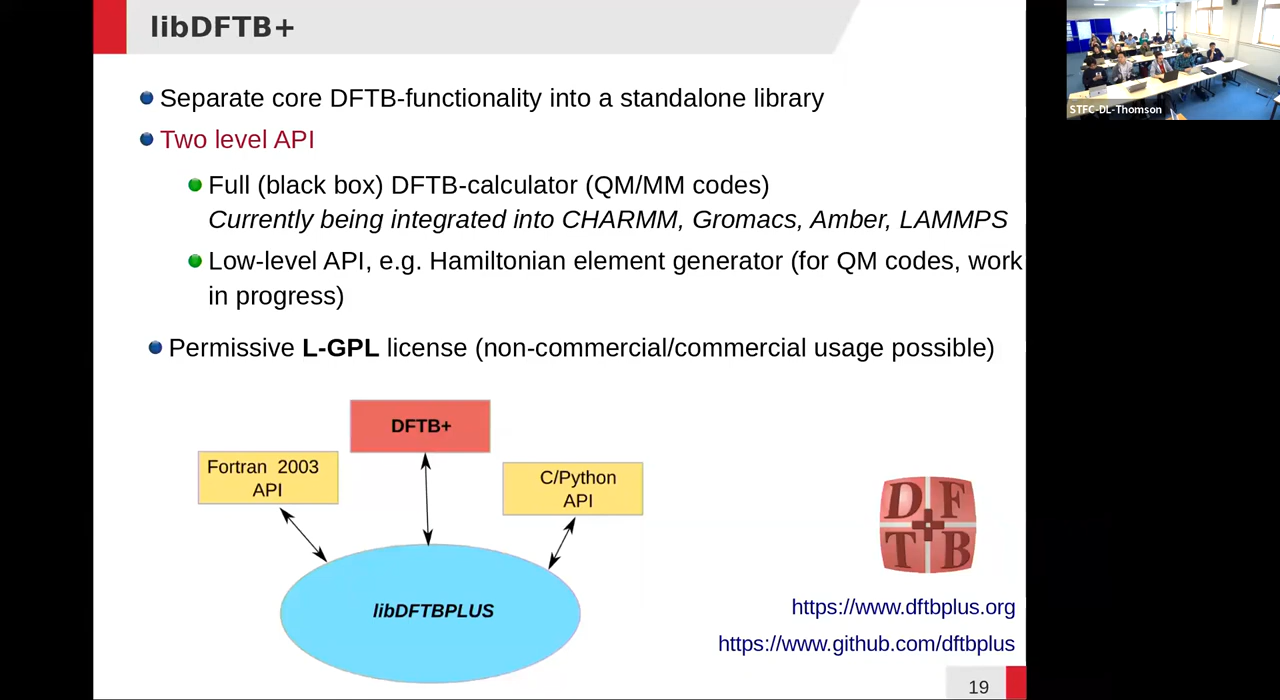 libDFTB+
Separate core DFTB-functionality into a standalone library
Two level API
Full (black box) DFTB-calculator (QM/MM codes)
Currently being integrated into CHARMM, Gromacs, Amber, LAMMPS
Low-level API, e.g. Hamiltonian element generator (for QM codes, work
in progress)
Permissive L-GPL license (non-commercial/commercial usage possible)
DFTB+
Fortran 2003
API
C/Python
API
libDFTBPLUS
D F
T B
https://www.dftbplus.org
https://www.github.com/dftbplus
19
STFC-DL-Thomson